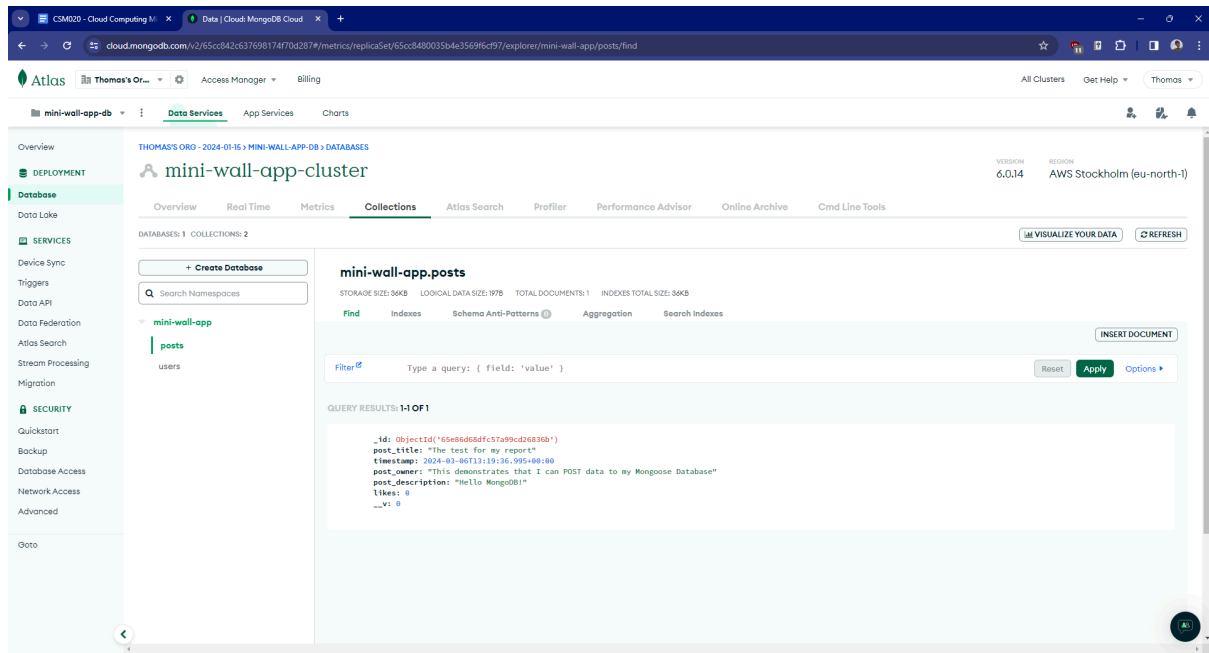 CSM020 - Cloud Computing M
Data | Cloud: MongoDB Cloud
cloud.mongodb.com/v2/65cc842c637698174f70d287#/metrics/replicaSet/65cc8480035b4e3569f6cf97/explorer/mini-wall-app/posts/find
11
Atlas
Thomas's Or...
Access Manager
Billing
All Clusters
Get Help
Thomas
mini-wall-app-db
Data Services
App Services
Charts
Overview
DEPLOYMENT
Database
Data Lake
SERVICES
Device Sync
Triggers
Data API
Data Federation
Atlas Search
Stream Processing
Migration
SECURITY
Quickstart
Backup
Database Access
Network Access
Advanced
Goto
THOMAS'S ORG - 2024-01-15 > MINI-WALL-APP-DB > DATABASES
mini-wall-app-cluster
VERSION
6.0.14
REGION
AWS Stockholm (eu-north-1)
Overview
Real Time
Metrics
Collections
Atlas Search
Profiler
Performance Advisor
Online Archive
Cmd Line Tools
DATABASES: 1 COLLECTIONS: 2
VISUALIZE YOUR DATA
REFRESH
+ Create Database
Search Namespaces
mini-wall-app
posts
users
mini-wall-app.posts
STORAGE SIZE: 36KB LOGICAL DATA SIZE: 197B TOTAL DOCUMENTS: 1 INDEXES TOTAL SIZE: 36KB
Find
Indexes
Schema Anti-Patterns 0
Aggregation
Search Indexes
INSERT DOCUMENT
Filter
Type a query: { field: 'value' }
Reset
Apply
Options
QUERY RESULTS: 1-1 OF 1
_id: ObjectId('65e86d68dfc57a99cd26836b')
post_title: "The test for my report"
timestamp: 2024-03-06T13:19:36.995+00:00
post_owner: "This demonstrates that I can POST data to my Mongoose Database"
post_description: "Hello MongoDB!"
likes: 0
__v: 0